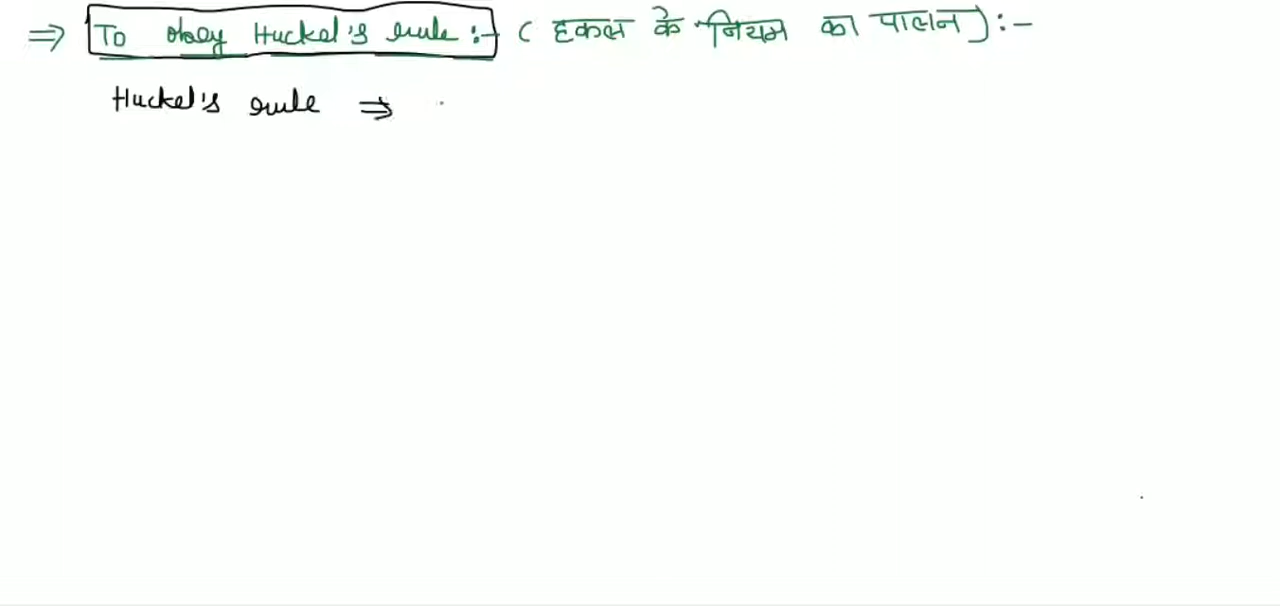 ⇒ To obey Huckel's rule :- ( हकल के नियम का पालन ) :-
Huckel's rule ⇒